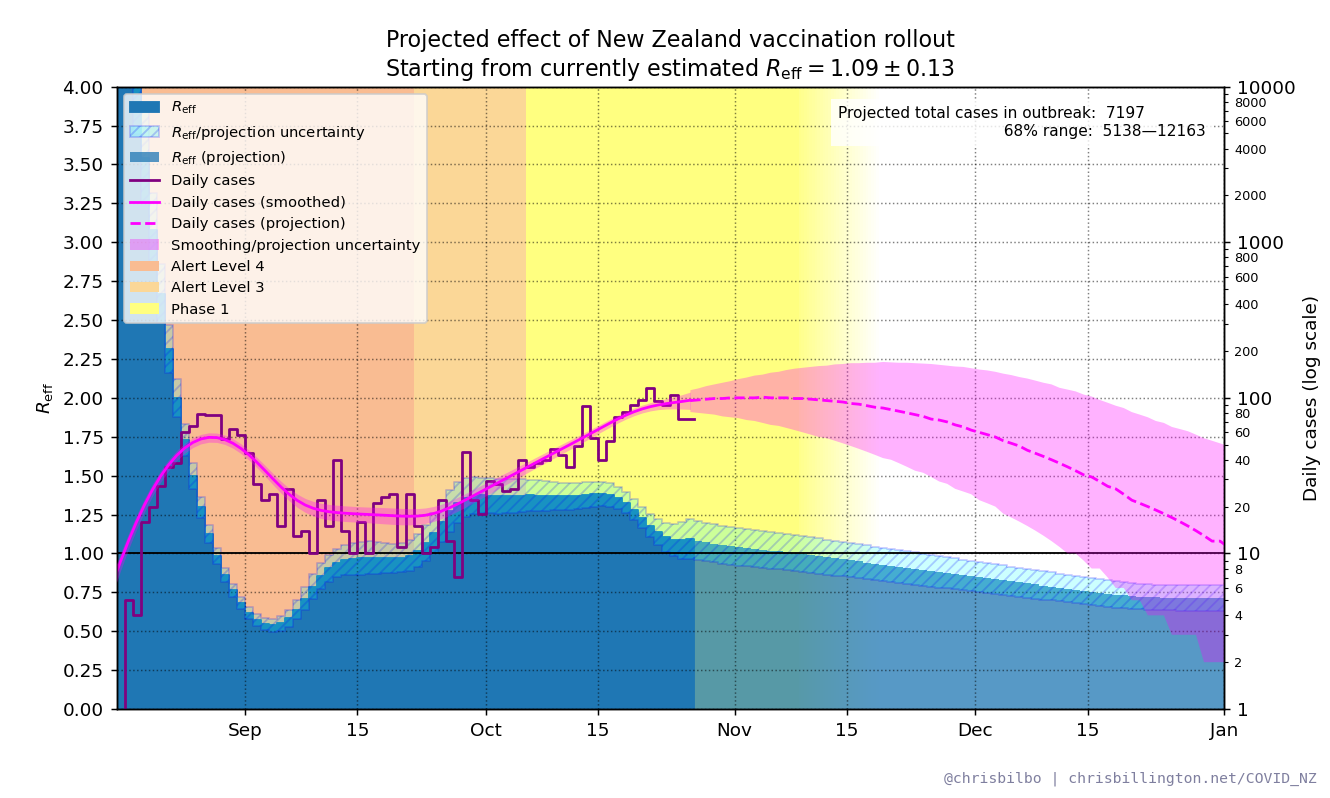 Projected effect of New Zealand vaccination rollout
Starting from currently estimated Reff = 1.09 ± 0.13
Projected total cases in outbreak: 7197
68% range: 5138—12163
Reff
Reff/projection uncertainty
Reff (projection)
Daily cases
Daily cases (smoothed)
Daily cases (projection)
Smoothing/projection uncertainty
Alert Level 4
Alert Level 3
Phase 1
Reff
4.00
3.75
3.50
3.25
3.00
2.75
2.50
2.25
2.00
1.75
1.50
1.25
1.00
0.75
0.50
0.25
0.00
10000
8000
6000
4000
2000
1000
800
600
400
200
100
80
60
40
20
10
8
6
4
2
1
Daily cases (log scale)
Sep 15 Oct 15 Nov 15 Dec 15 Jan
@chrisbilbo | chrisbillington.net/COVID_NZ